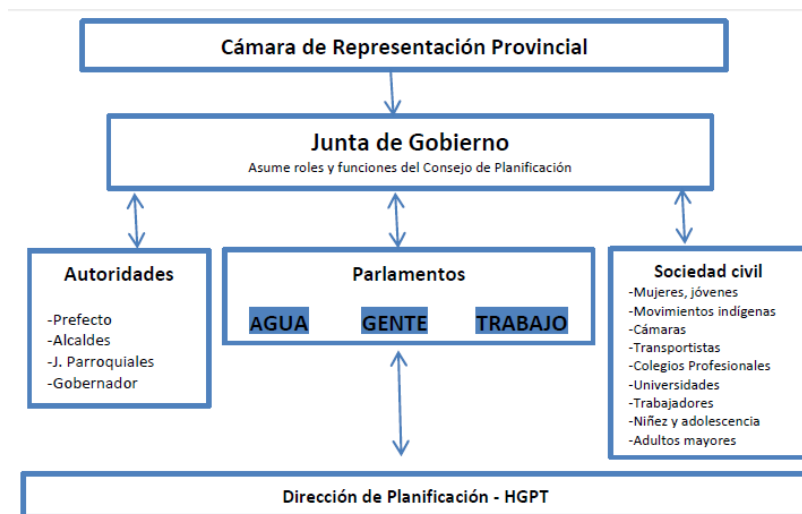 Cámara de Representación Provincial
Junta de Gobierno
Asume roles y funciones del Consejo de Planificación
Autoridades
-Prefecto
-Alcaldes
-J. Parroquiales
-Gobernador
Parlamentos
AGUA GENTE TRABAJO
Sociedad civil
-Mujeres, jóvenes
-Movimientos indígenas
-Cámaras
-Transportistas
-Colegios Profesionales
-Universidades
-Trabajadores
-Niñez y adolescencia
-Adultos mayores
Dirección de Planificación - HGPT